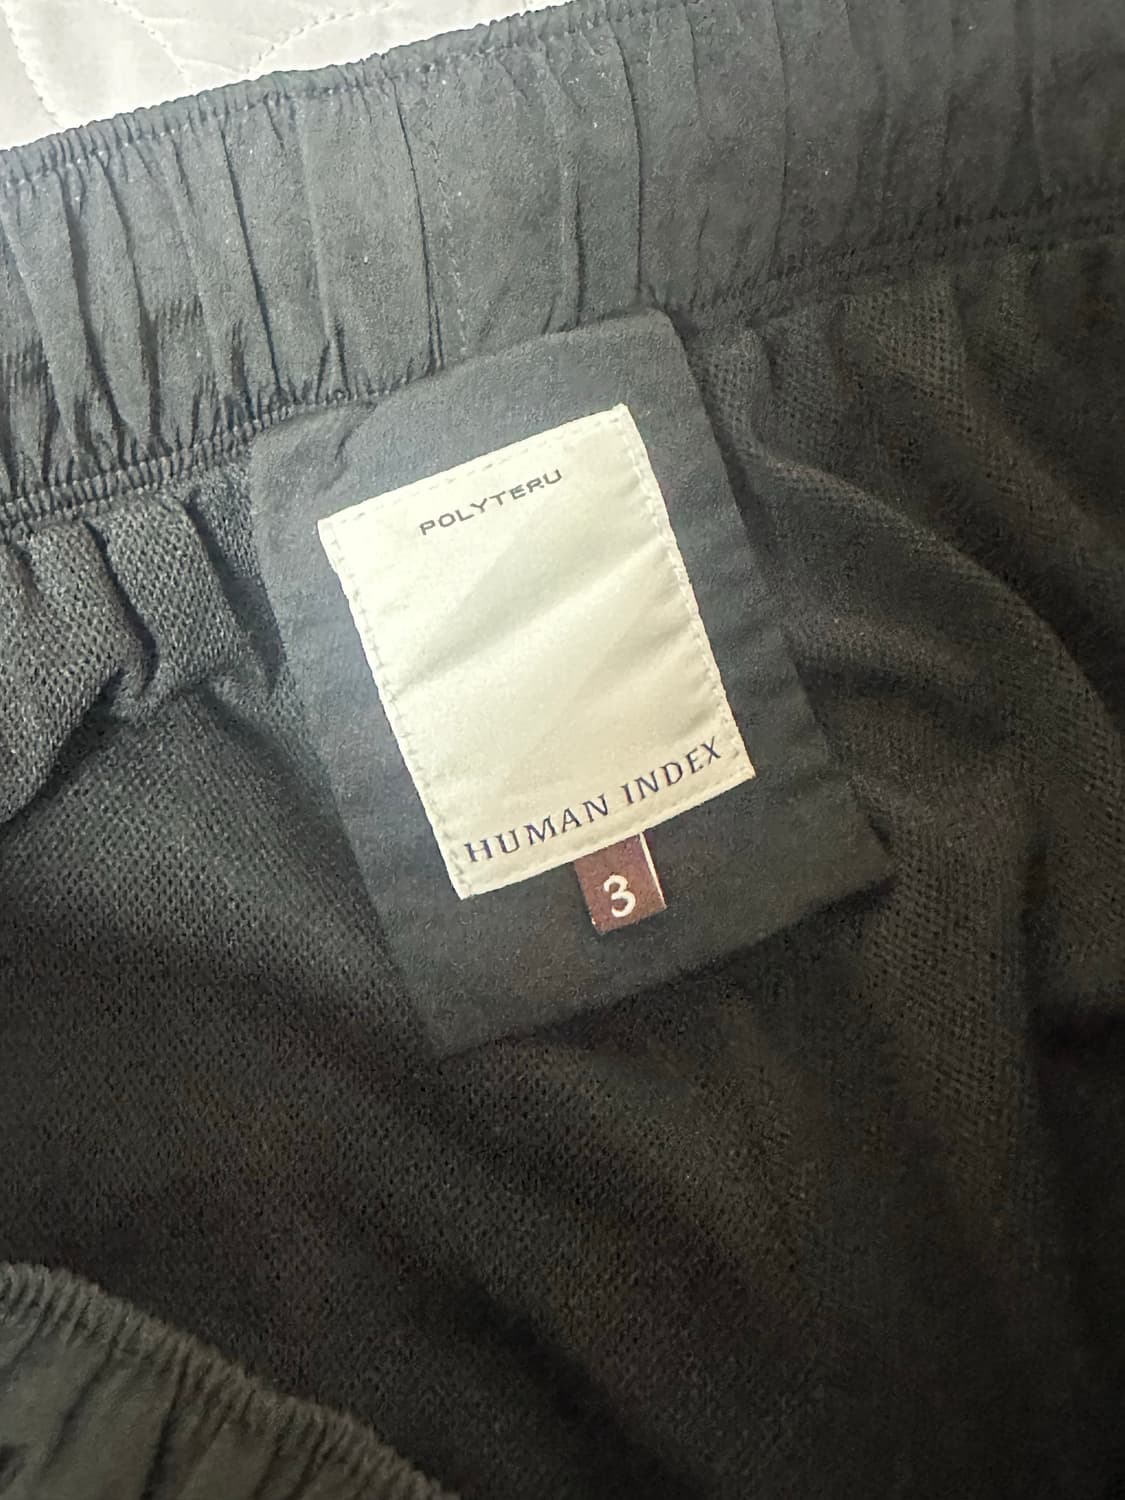 POLYTERU
HUMAN INDEX
3